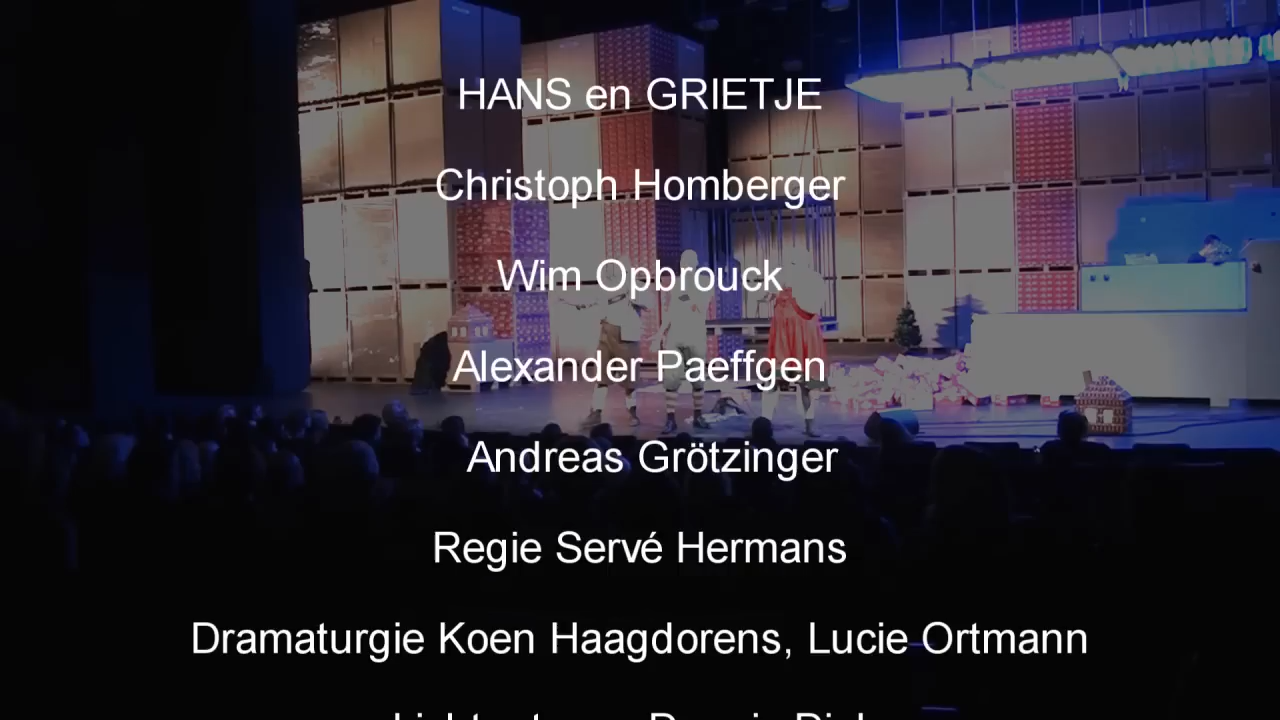 HANS en GRIETJE
Christoph Homberger
Wim Opbrouck
Alexander Paeffgen
Andreas Grötzinger
Regie Servé Hermans
Dramaturgie Koen Haagdorens, Lucie Ortmann